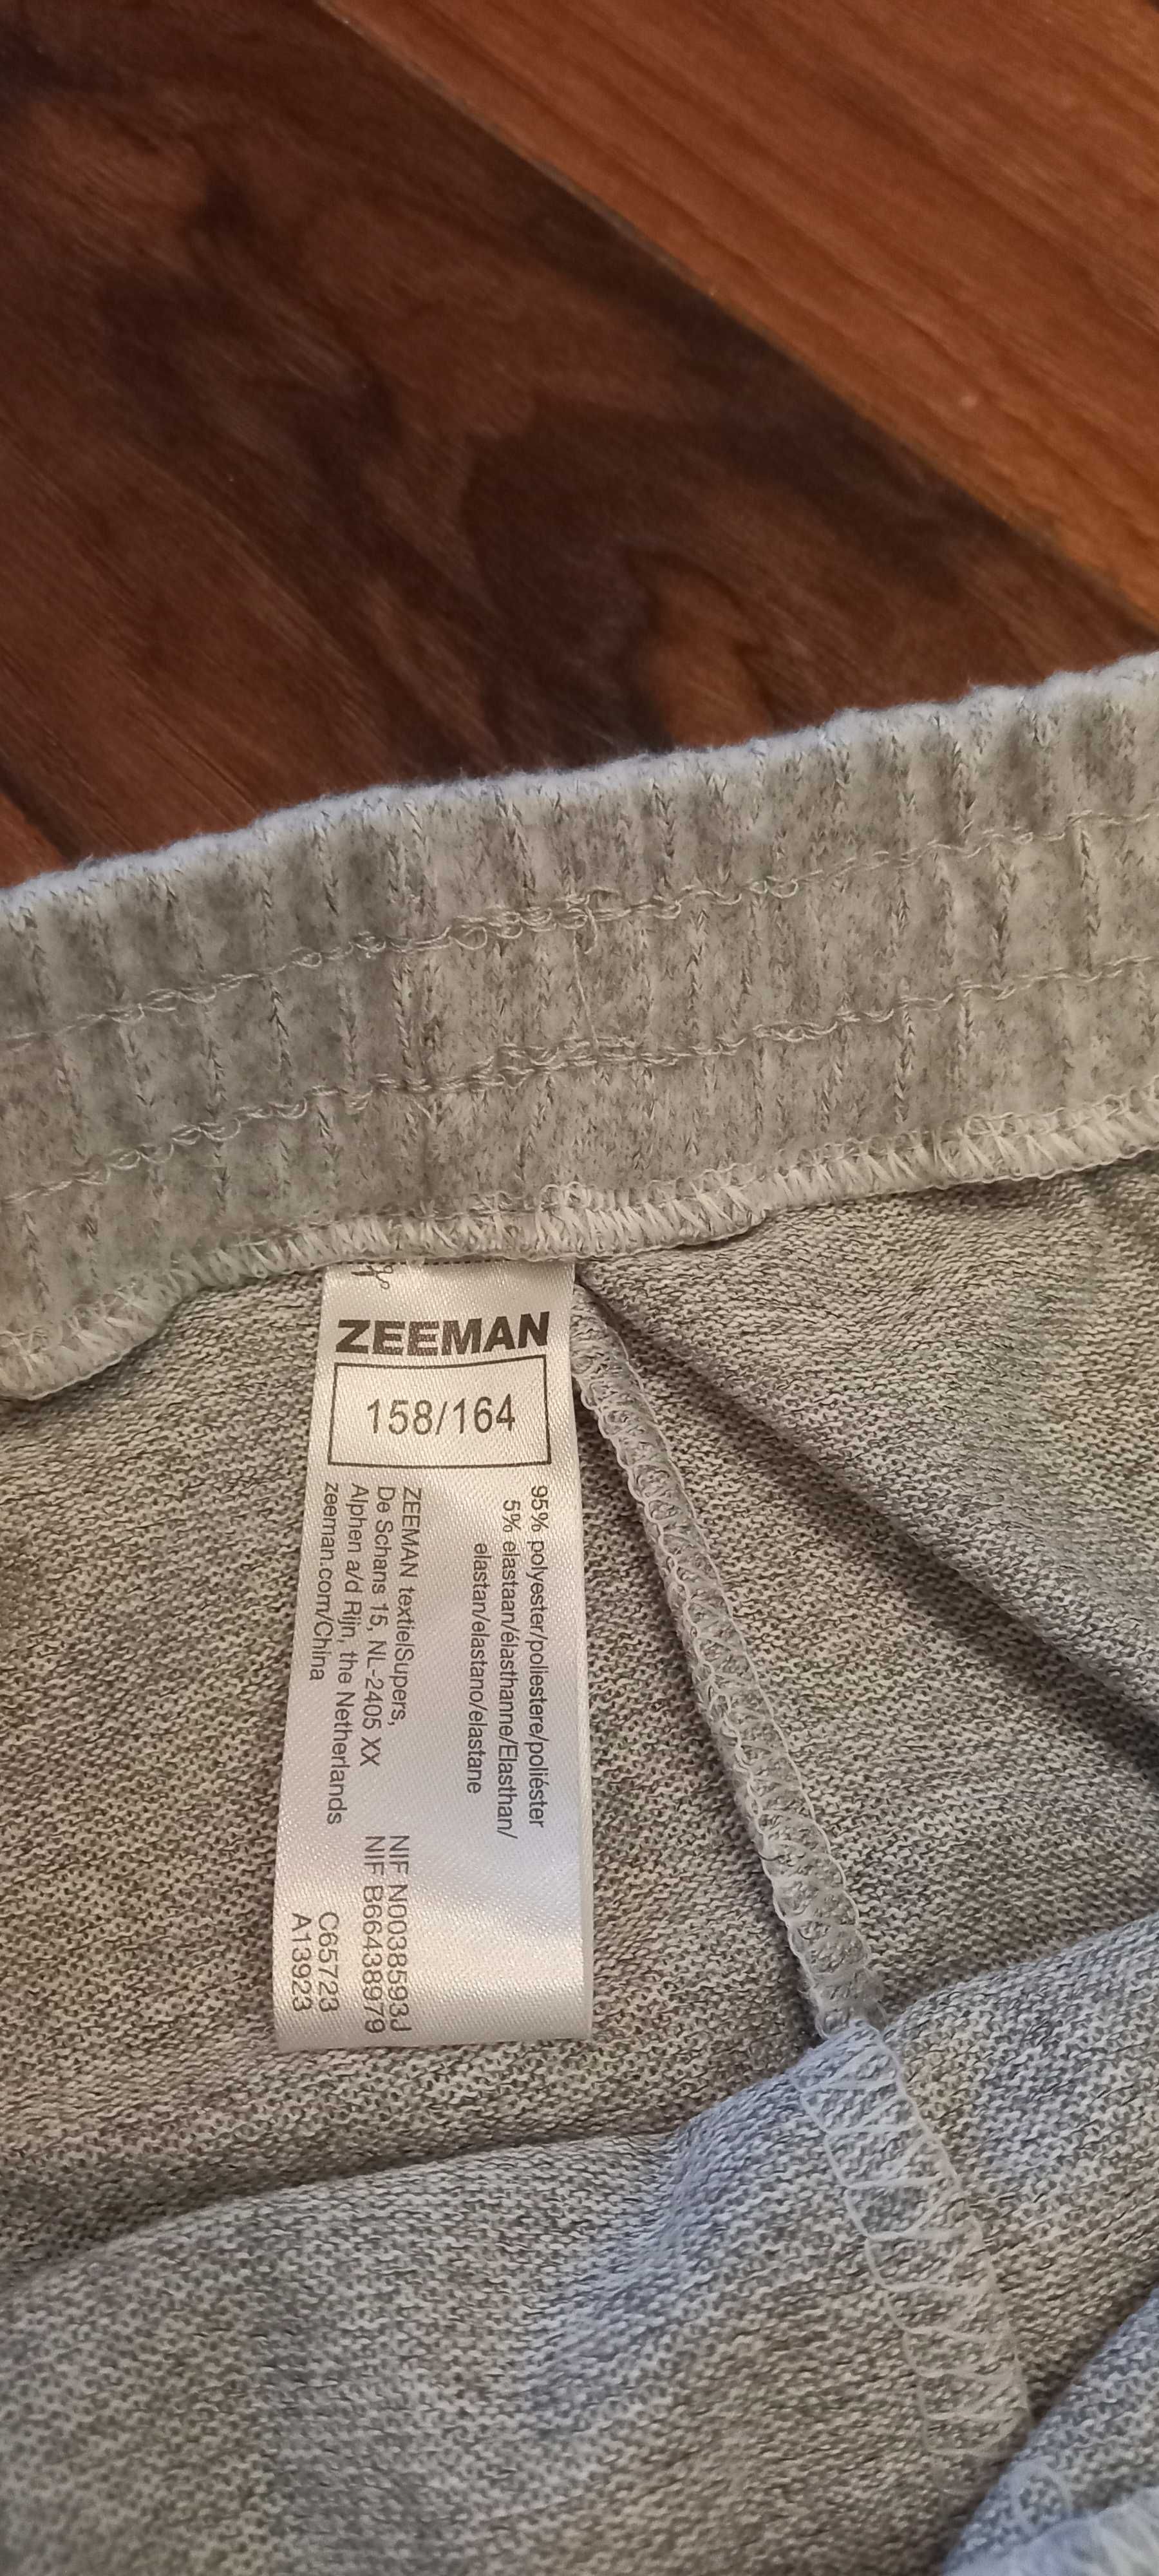 ZEEMAN
158/164
95% polyester/poliestere/poliéster
5% elastaan/élasthanne/Elasthan/
elastan/elastano/elastane
ZEEMAN textielSupers,
De Schans 15, NL-2405 XX
Alphen a/d Rijn, the Netherlands
zeeman.com/China
NIF N0038593J
NIF B66438979
C65723
A13923